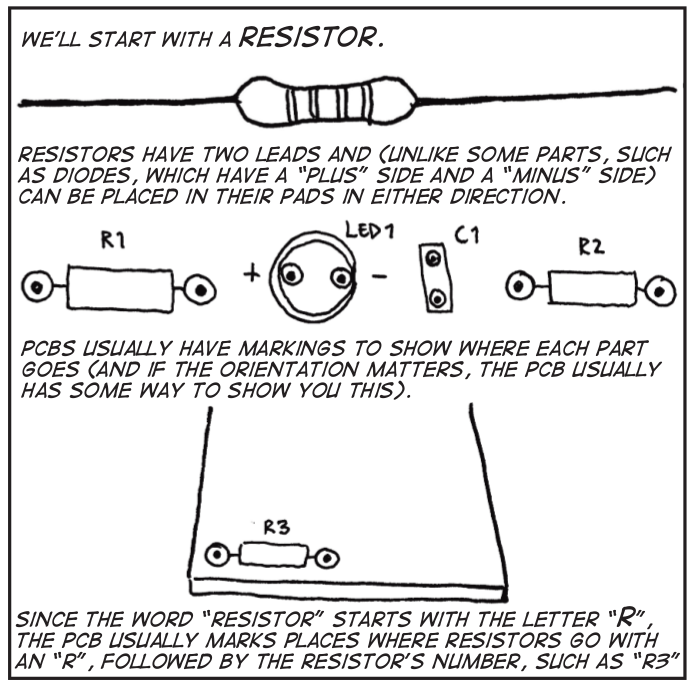 WE'LL START WITH A RESISTOR.
RESISTORS HAVE TWO LEADS AND (UNLIKE SOME PARTS, SUCH
AS DIODES, WHICH HAVE A "PLUS" SIDE AND A "MINUS" SIDE)
CAN BE PLACED IN THEIR PADS IN EITHER DIRECTION.
R1
+ LED1 -
C1
R2
PCBS USUALLY HAVE MARKINGS TO SHOW WHERE EACH PART
GOES (AND IF THE ORIENTATION MATTERS, THE PCB USUALLY
HAS SOME WAY TO SHOW YOU THIS).
R3
SINCE THE WORD "RESISTOR" STARTS WITH THE LETTER "R",
THE PCB USUALLY MARKS PLACES WHERE RESISTORS GO WITH
AN "R", FOLLOWED BY THE RESISTOR'S NUMBER, SUCH AS "R3"